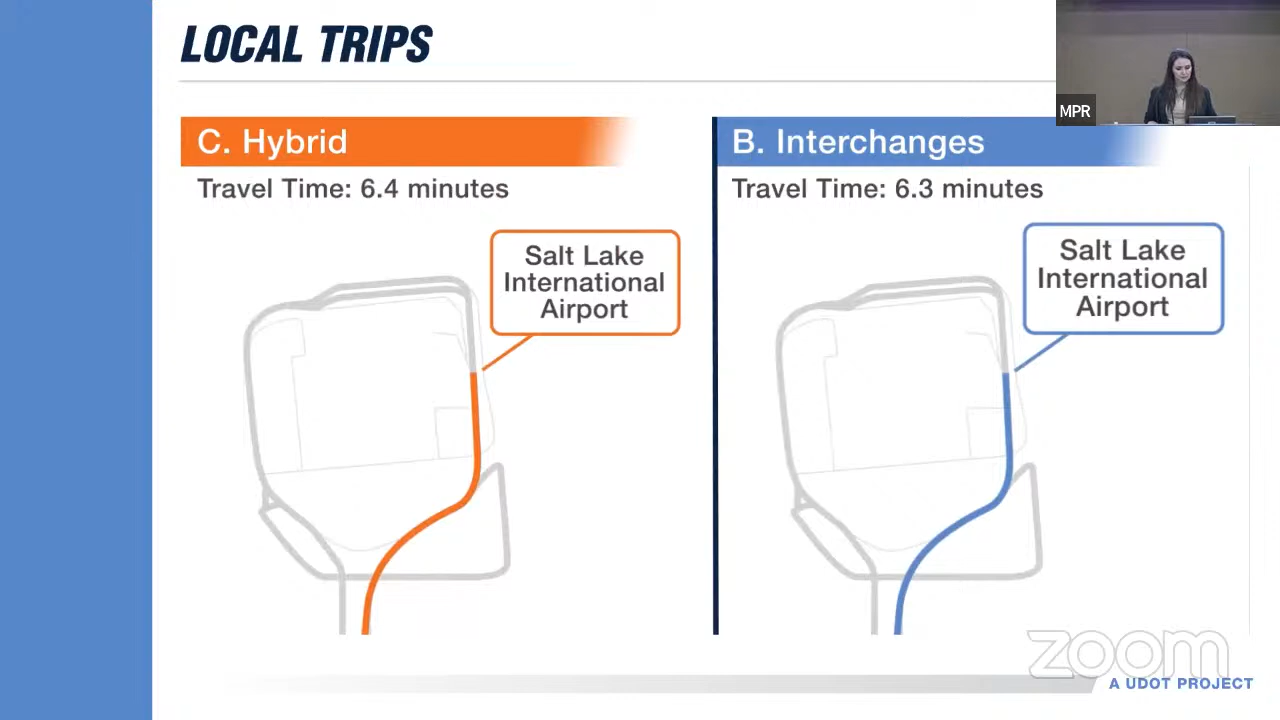 LOCAL TRIPS
MPR
C. Hybrid
Travel Time: 6.4 minutes
Salt Lake
International
Airport
B. Interchanges
Travel Time: 6.3 minutes
Salt Lake
International
Airport
zoom
A UDOT PROJECT